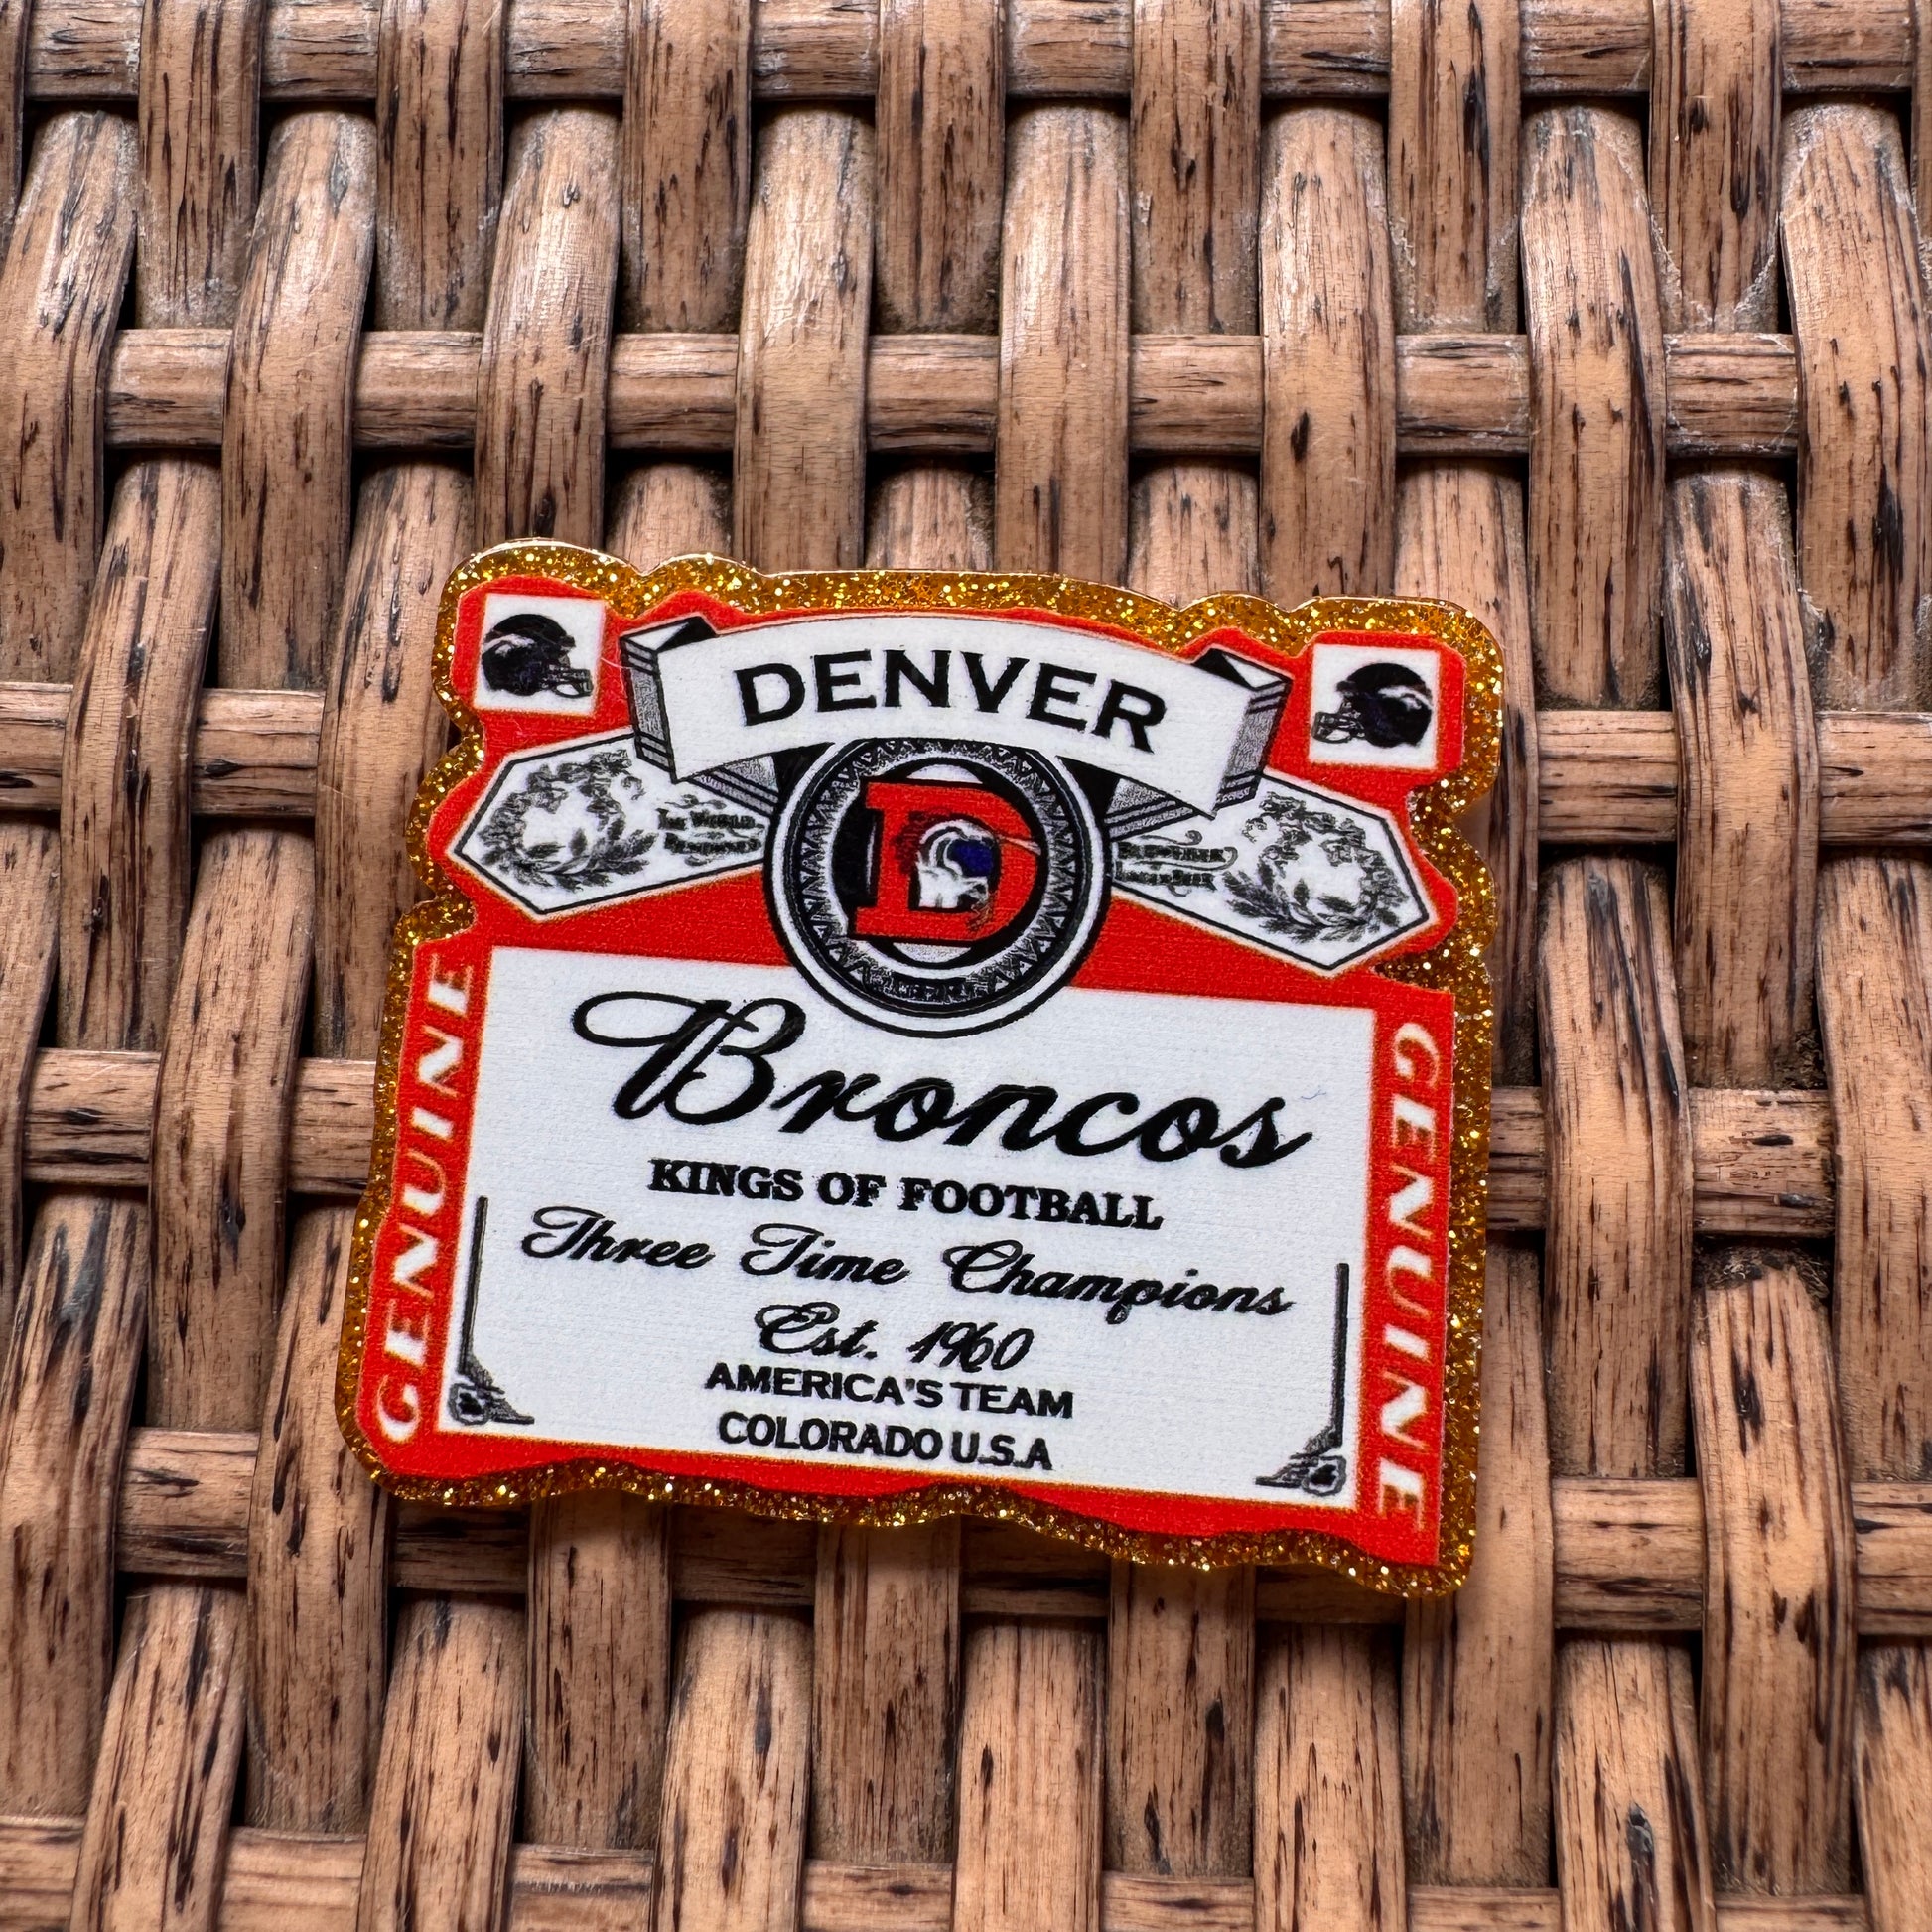 DENVER
D
Broncos
KINGS OF FOOTBALL
Three Time Champions
Est. 1960
AMERICA'S TEAM
COLORADO U.S.A
GENUINE
GENUINE